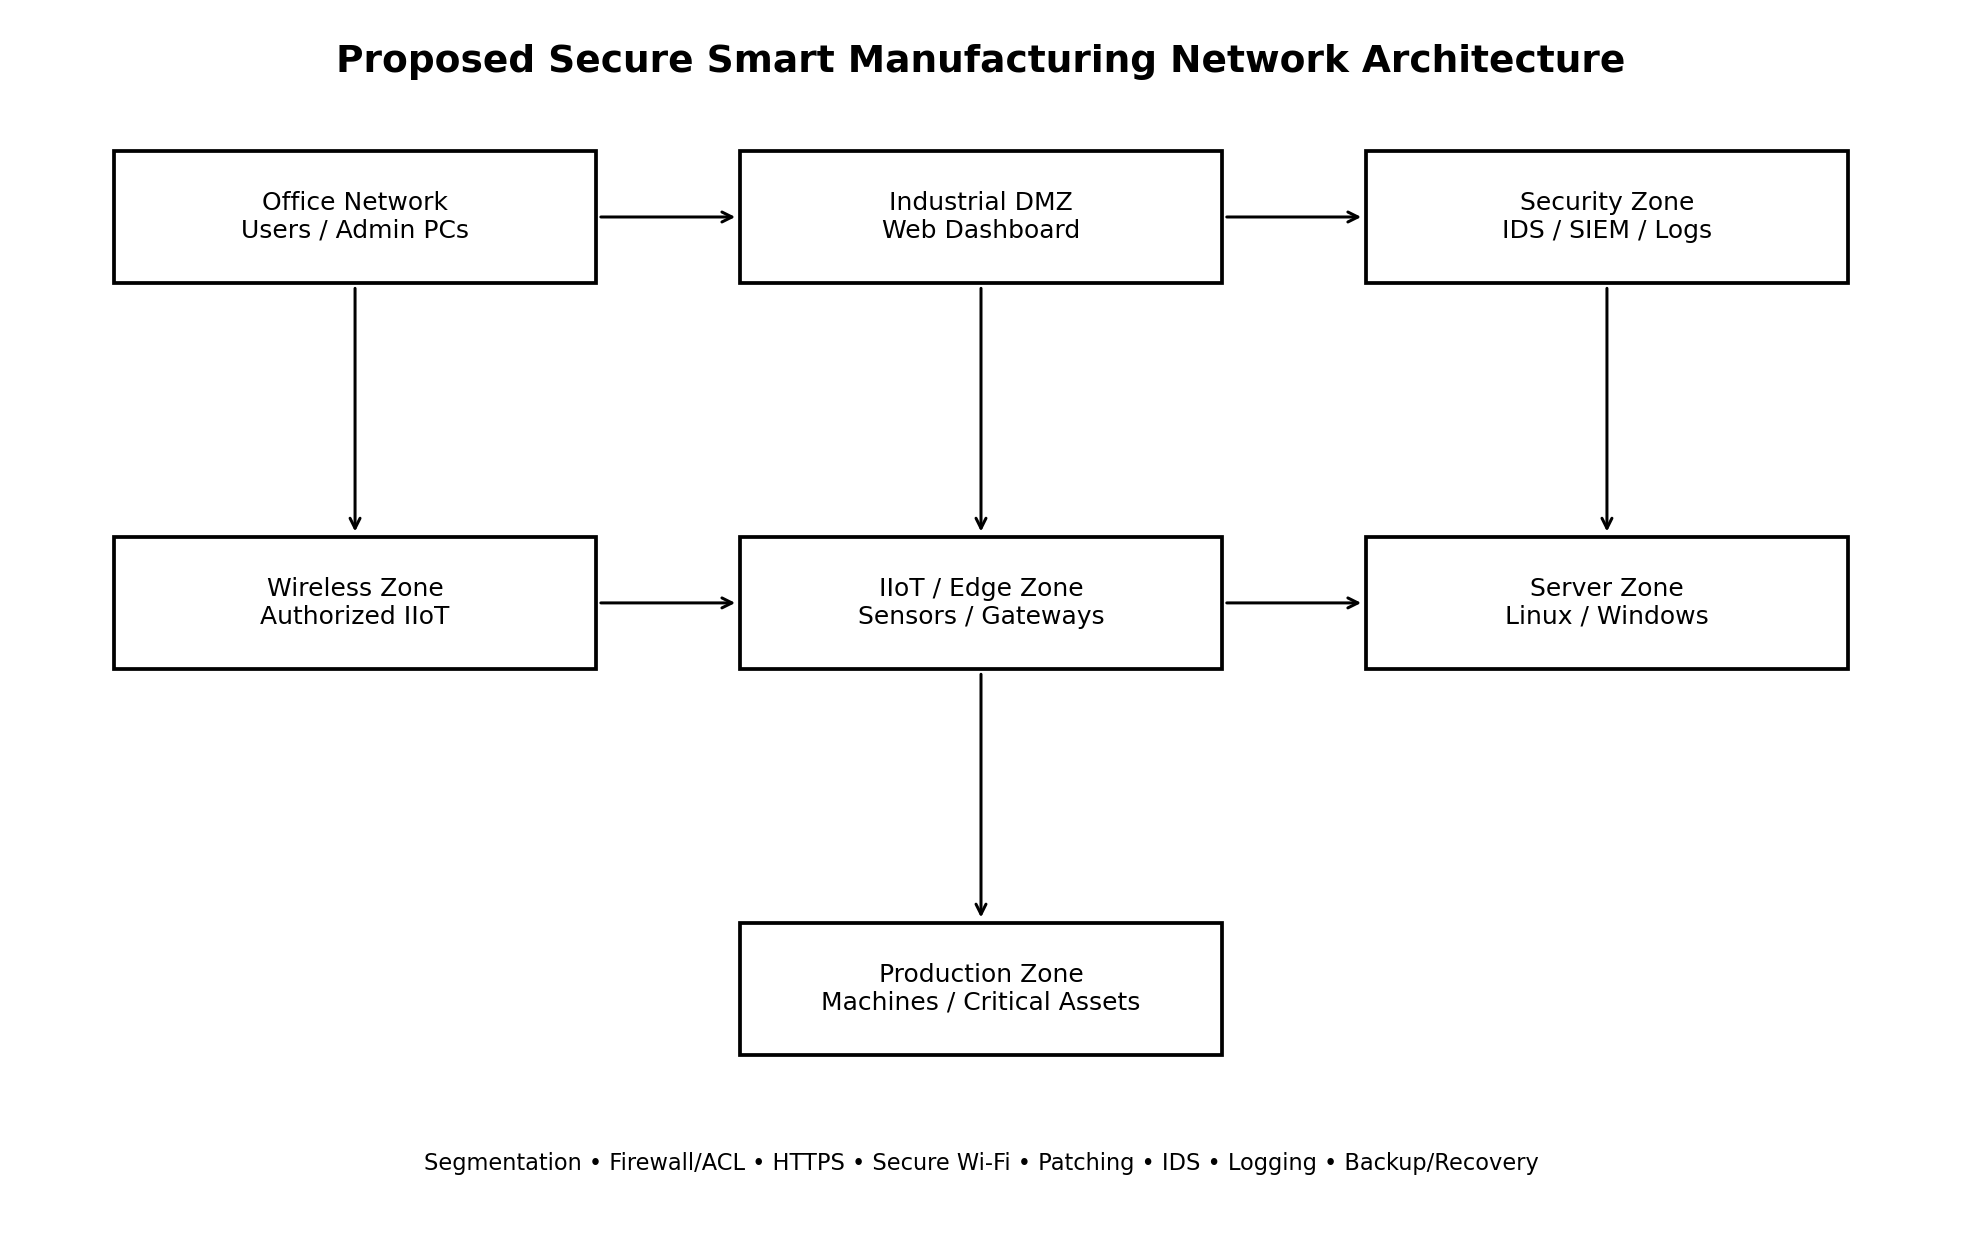 Proposed Secure Smart Manufacturing Network Architecture
Office Network
Users / Admin PCs
Industrial DMZ
Web Dashboard
Security Zone
IDS / SIEM / Logs
Wireless Zone
Authorized IIoT
IIoT / Edge Zone
Sensors / Gateways
Server Zone
Linux / Windows
Production Zone
Machines / Critical Assets
Segmentation • Firewall/ACL • HTTPS • Secure Wi-Fi • Patching • IDS • Logging • Backup/Recovery